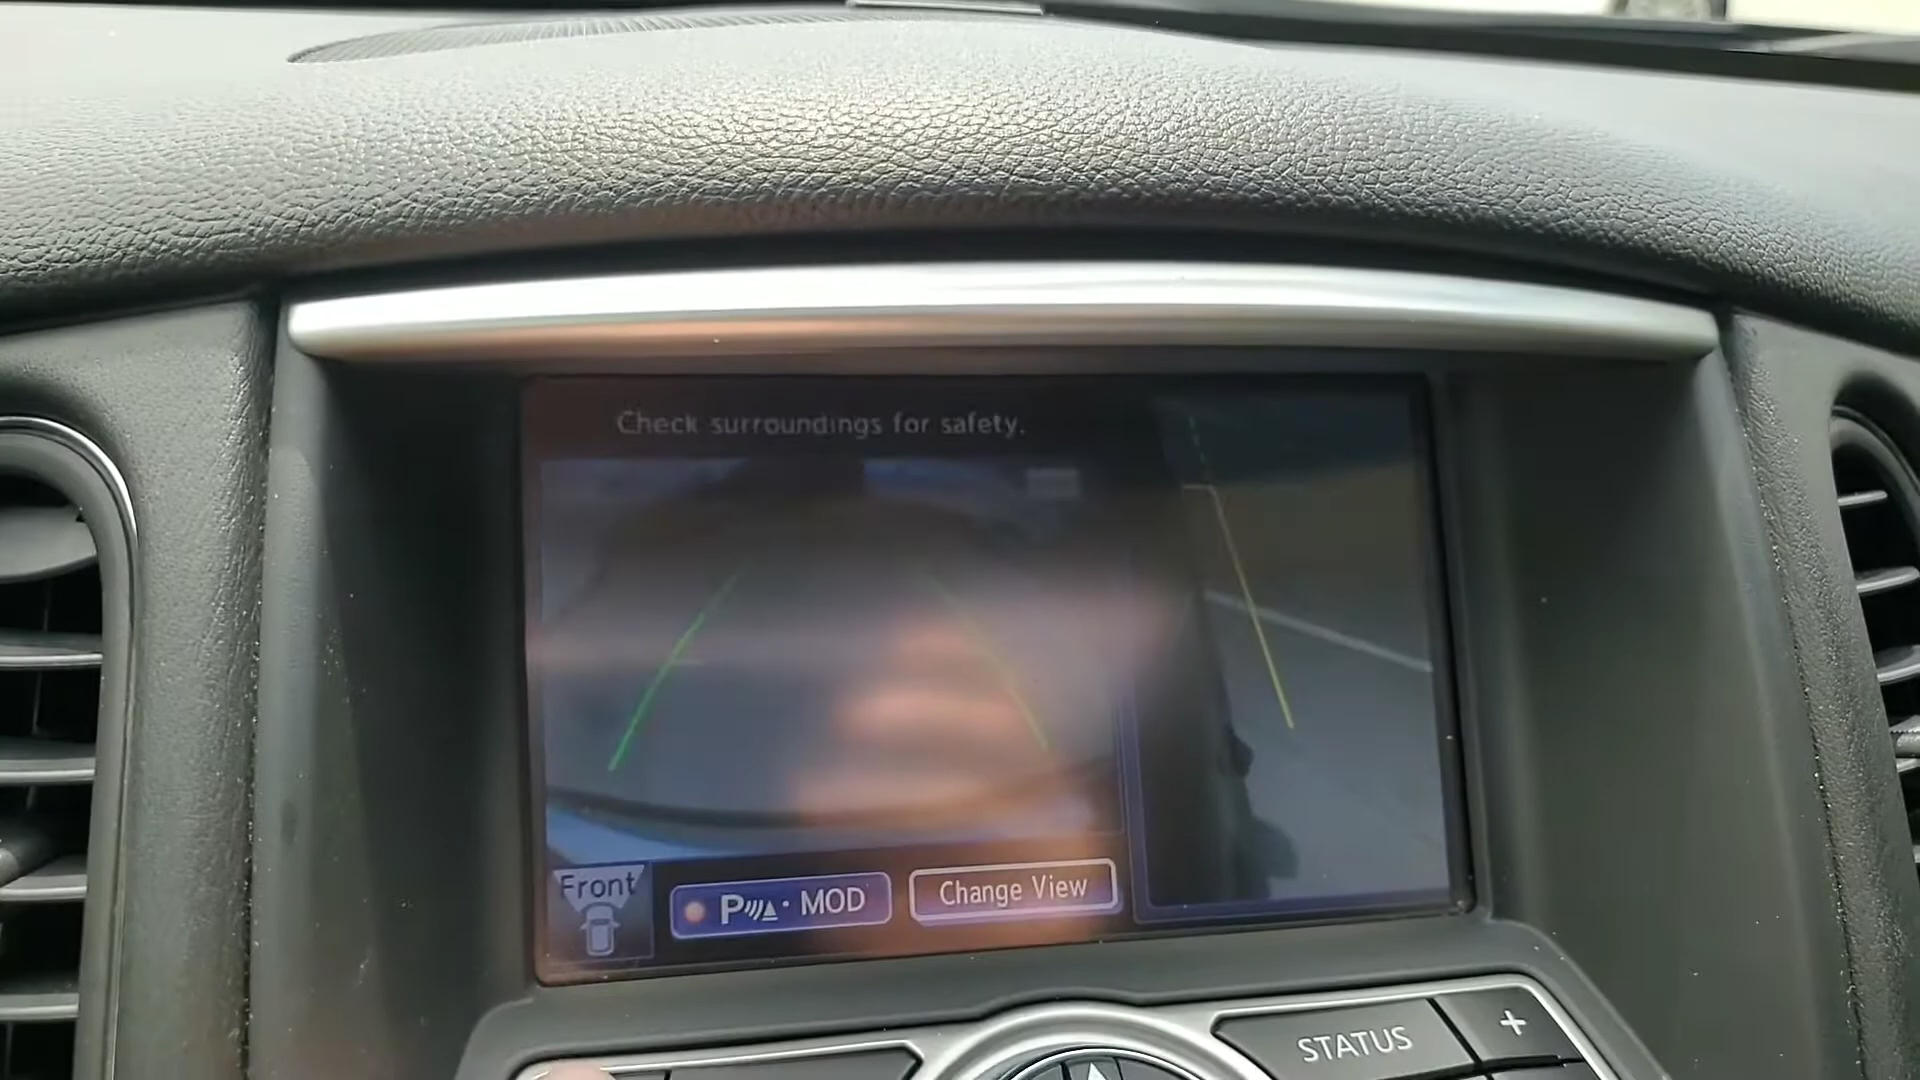 Check surroundings for safety.
Front
P · MOD
Change View
STATUS
+